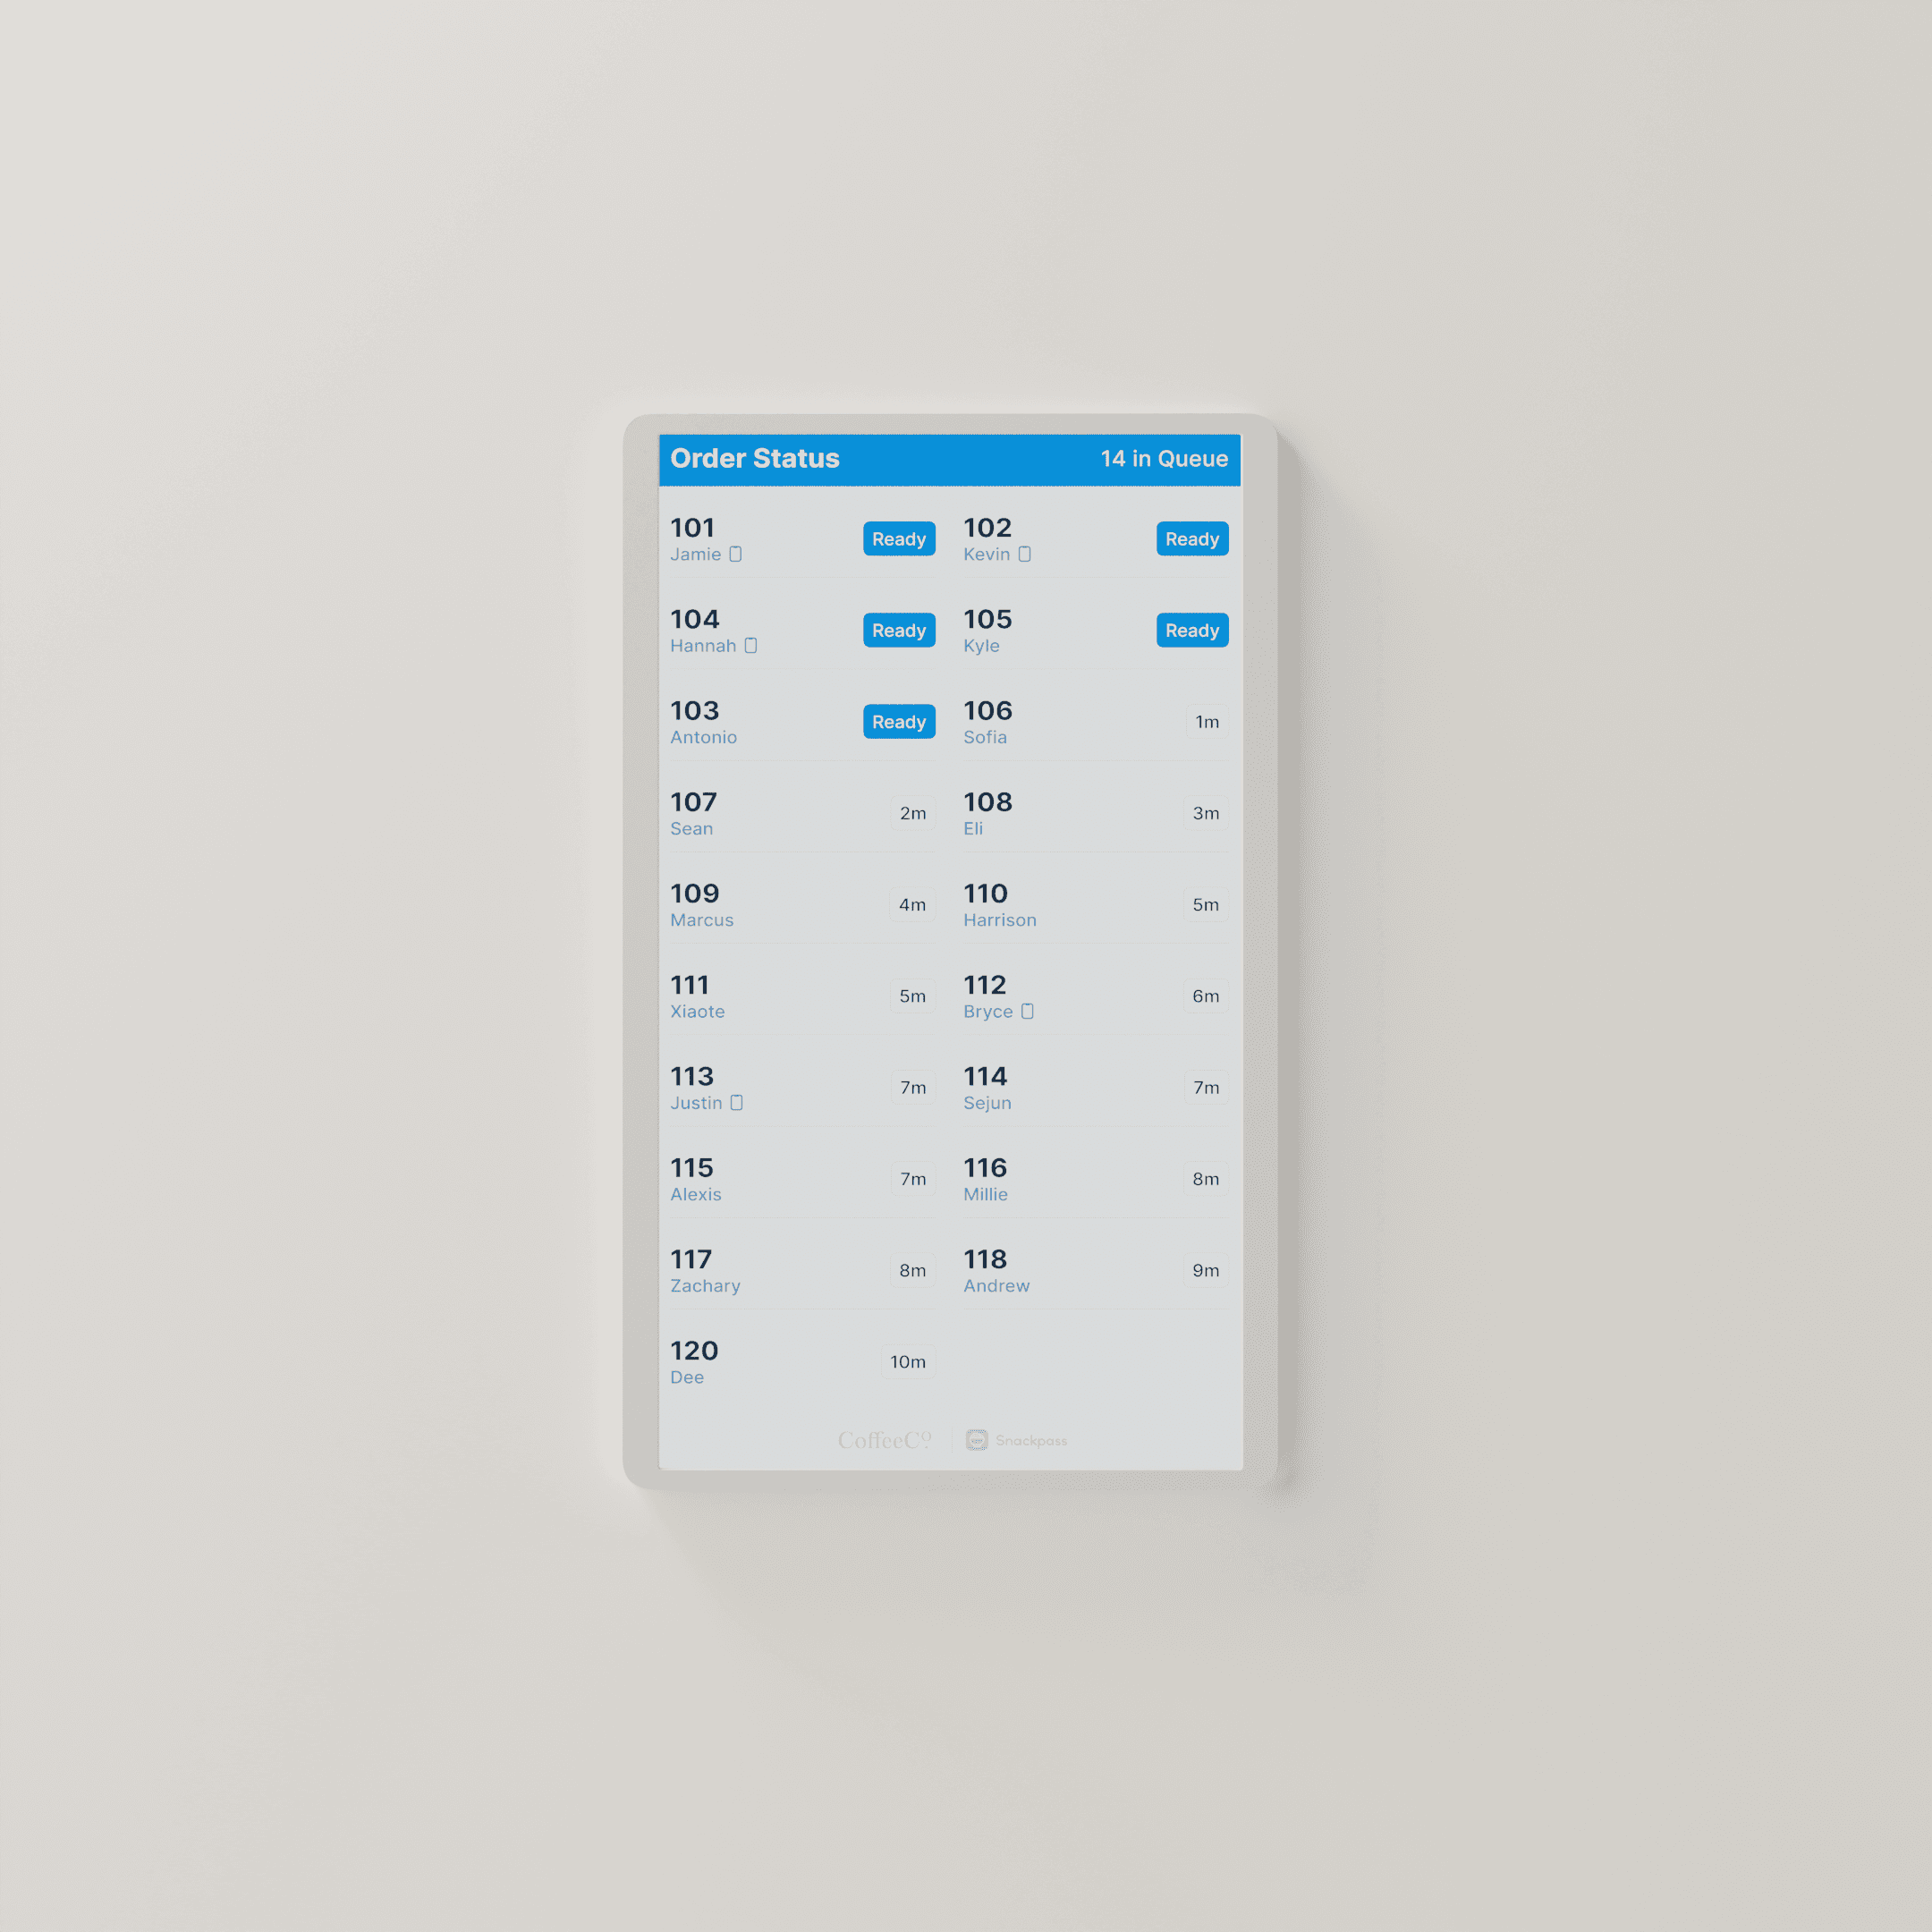 Order Status 14 in Queue
101 Ready 102 Ready
Jamie Kevin
104 Ready 105 Ready
Hannah Kyle
103 Ready 106 1m
Antonio Sofia
107 2m 108 3m
Sean Eli
109 4m 110 5m
Marcus Harrison
111 5m 112 6m
Xiaote Bryce
113 7m 114 7m
Justin Sejun
115 7m 116 8m
Alexis Millie
117 8m 118 9m
Zachary Andrew
120 10m
Dee
CoffeeCo. Snackpass